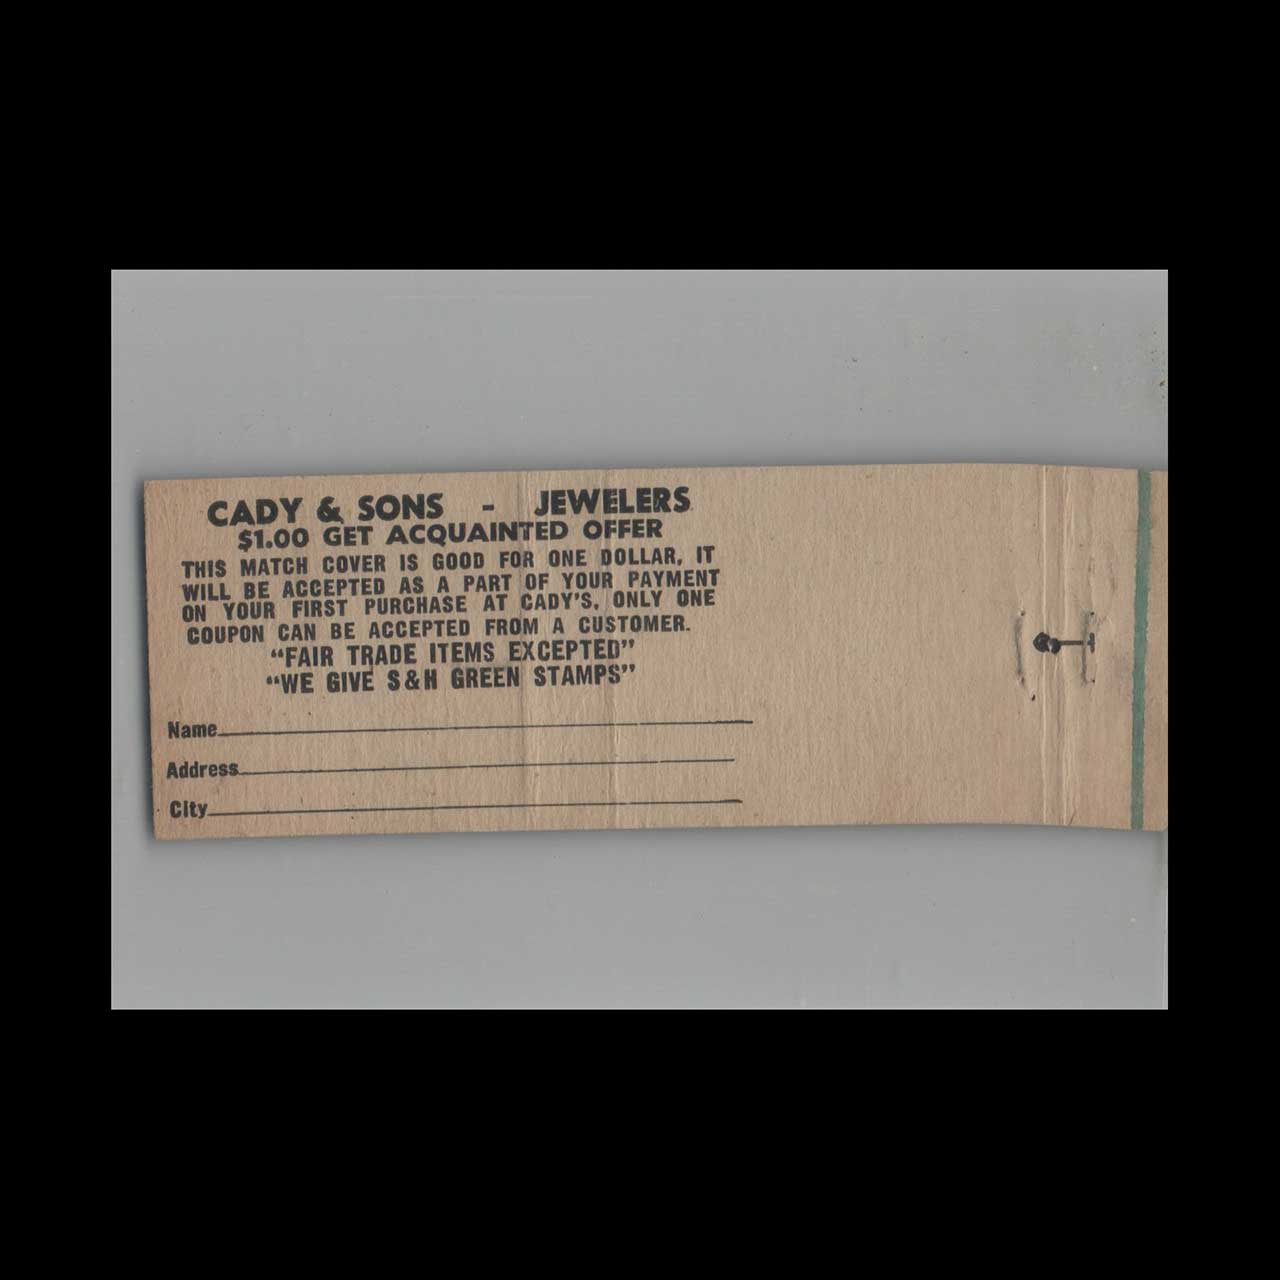 CADY & SONS - JEWELERS
$1.00 GET ACQUAINTED OFFER
THIS MATCH COVER IS GOOD FOR ONE DOLLAR, IT
WILL BE ACCEPTED AS A PART OF YOUR PAYMENT
ON YOUR FIRST PURCHASE AT CADY'S, ONLY ONE
COUPON CAN BE ACCEPTED FROM A CUSTOMER.
“FAIR TRADE ITEMS EXCEPTED”
“WE GIVE S&H GREEN STAMPS”
Name
Address
City